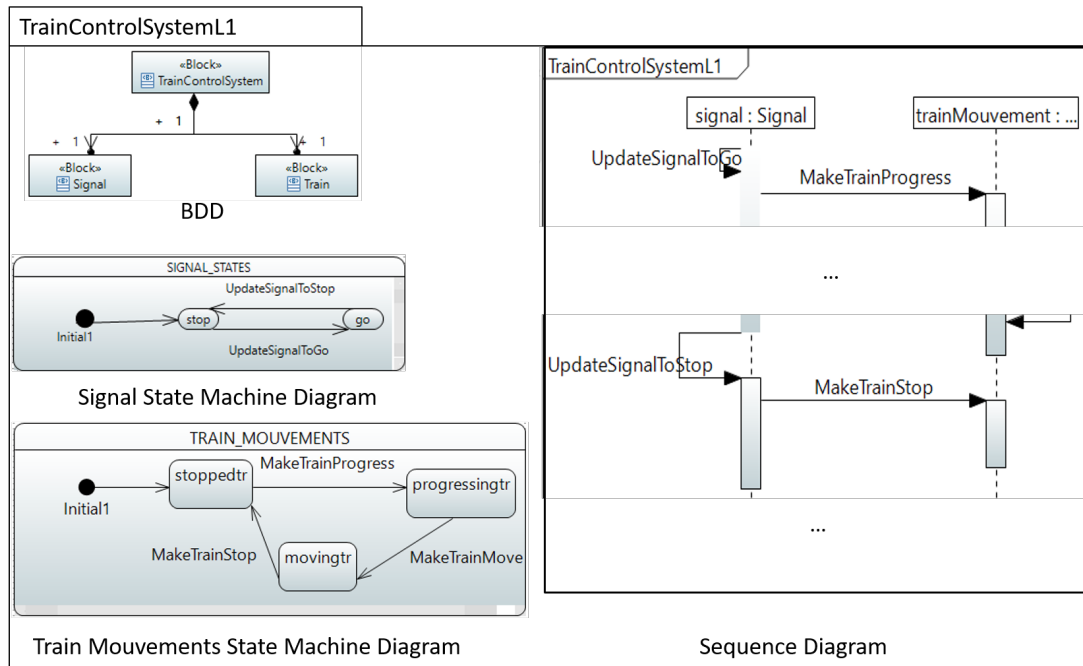 TrainControlSystemL1
«Block»
TrainControlSystem
+ 1
+ 1
+ 1
«Block»
Signal
«Block»
Train
BDD
SIGNAL_STATES
UpdateSignalToStop
Initial1
stop
go
UpdateSignalToGo
Signal State Machine Diagram
TRAIN_MOUVEMENTS
MakeTrainProgress
stoppedtr
progressingtr
Initial1
MakeTrainStop
movingtr
MakeTrainMove
Train Mouvements State Machine Diagram
TrainControlSystemL1
signal : Signal
trainMouvement : ...
UpdateSignalToGo
MakeTrainProgress
...
UpdateSignalToStop
MakeTrainStop
...
Sequence Diagram